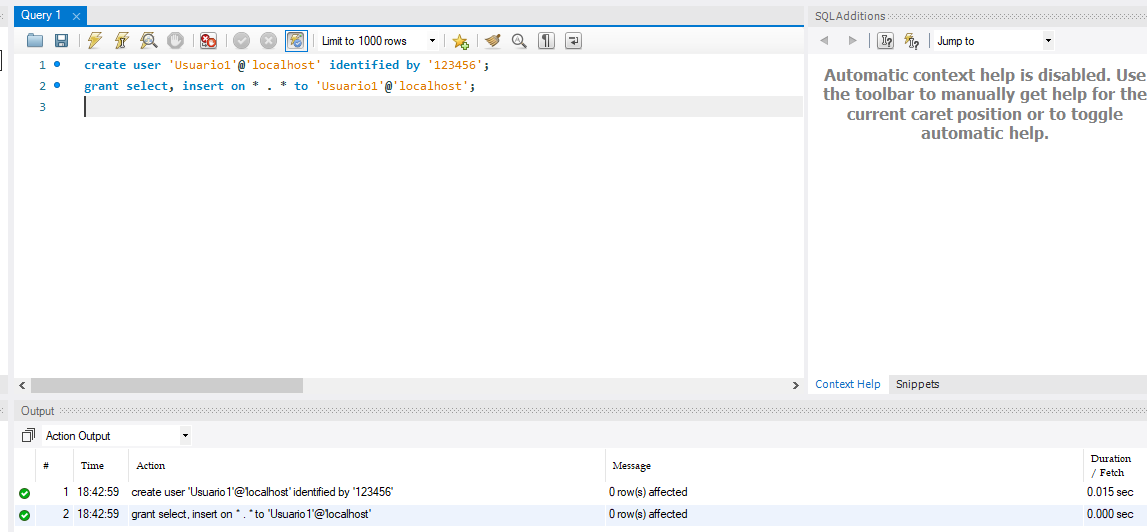 Query 1
SQLAdditions
Limit to 1000 rows
Jump to
1 create user 'Usuario1'@'localhost' identified by '123456';
2 grant select, insert on * . * to 'Usuario1'@'localhost';
3
Automatic context help is disabled. Use
the toolbar to manually get help for the
current caret position or to toggle
automatic help.
Context Help Snippets
Output
Action Output
# Time Action Message Duration / Fetch
1 18:42:59 create user 'Usuario1'@'localhost' identified by '123456' 0 row(s) affected 0.015 sec
2 18:42:59 grant select, insert on * . * to 'Usuario1'@'localhost' 0 row(s) affected 0.000 sec